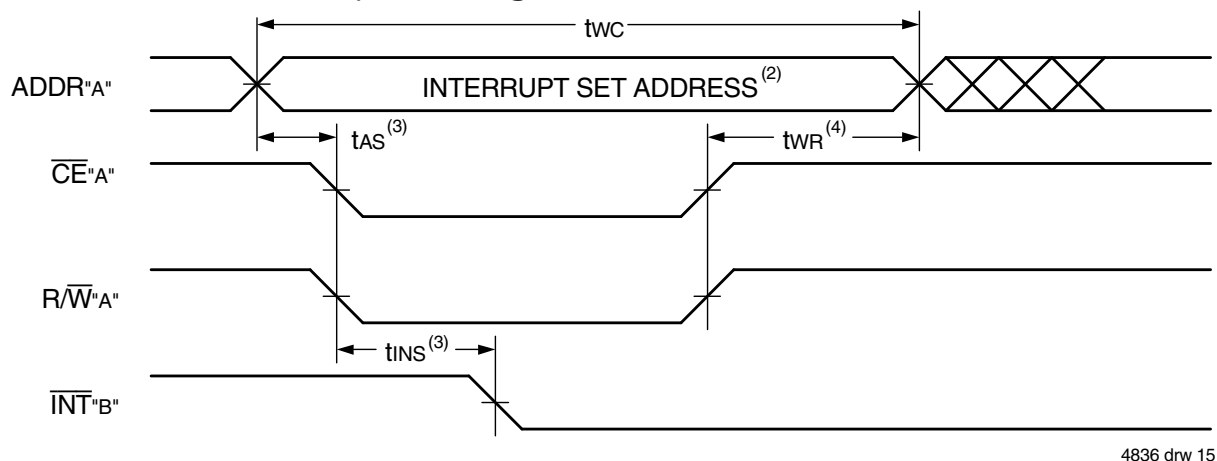 tWC
ADDR"A"
INTERRUPT SET ADDRESS(2)
tAS(3)
tWR(4)
CE"A"
R/W"A"
tINS(3)
INT"B"
4836 drw 15